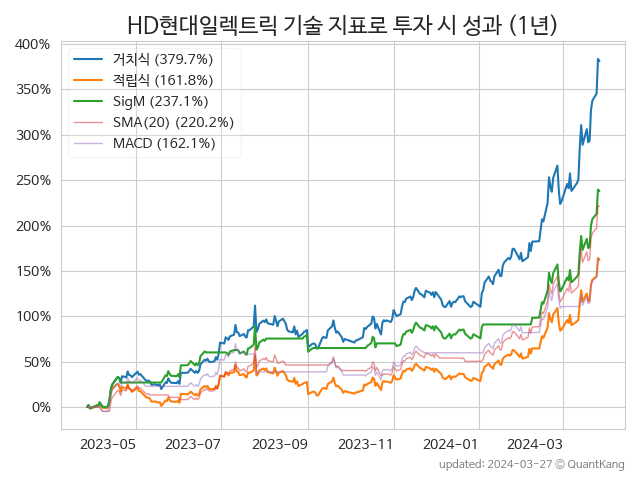 HD현대일렉트릭 기술 지표로 투자 시 성과 (1년)
400%
350%
300%
250%
200%
150%
100%
50%
0%
거치식 (379.7%)
적립식 (161.8%)
SigM (237.1%)
SMA(20) (220.2%)
MACD (162.1%)
2023-05 2023-07 2023-09 2023-11 2024-01 2024-03
updated: 2024-03-27 © QuantKang